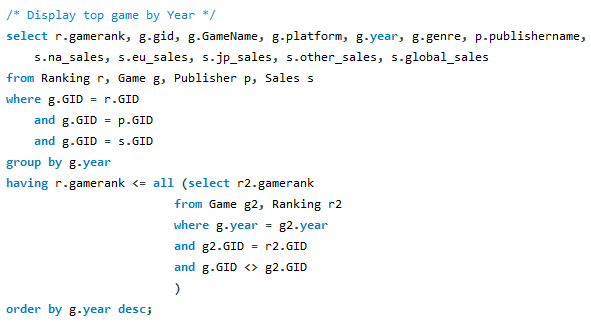 /* Display top game by Year */
select r.gamerank, g.gid, g.GameName, g.platform, g.year, g.genre, p.publishername,
s.na_sales, s.eu_sales, s.jp_sales, s.other_sales, s.global_sales
from Ranking r, Game g, Publisher p, Sales s
where g.GID = r.GID
and g.GID = p.GID
and g.GID = s.GID
group by g.year
having r.gamerank <= all (select r2.gamerank
from Game g2, Ranking r2
where g.year = g2.year
and g2.GID = r2.GID
and g.GID <> g2.GID
)
order by g.year desc;